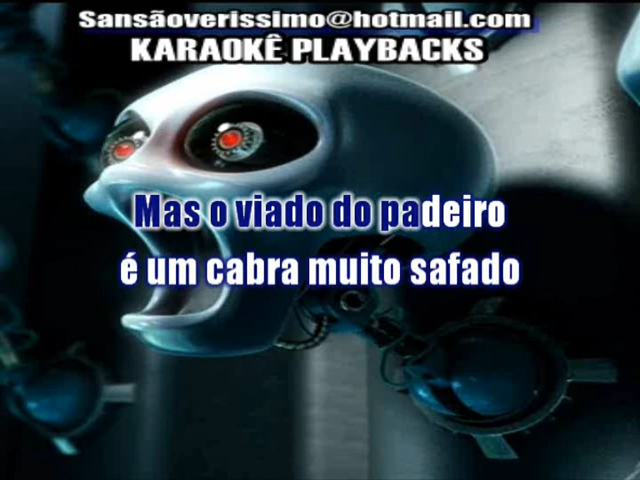 Sansãoverissimo@hotmail.com
KARAOKÊ PLAYBACKS
Mas o viado do padeiro
é um cabra muito safado